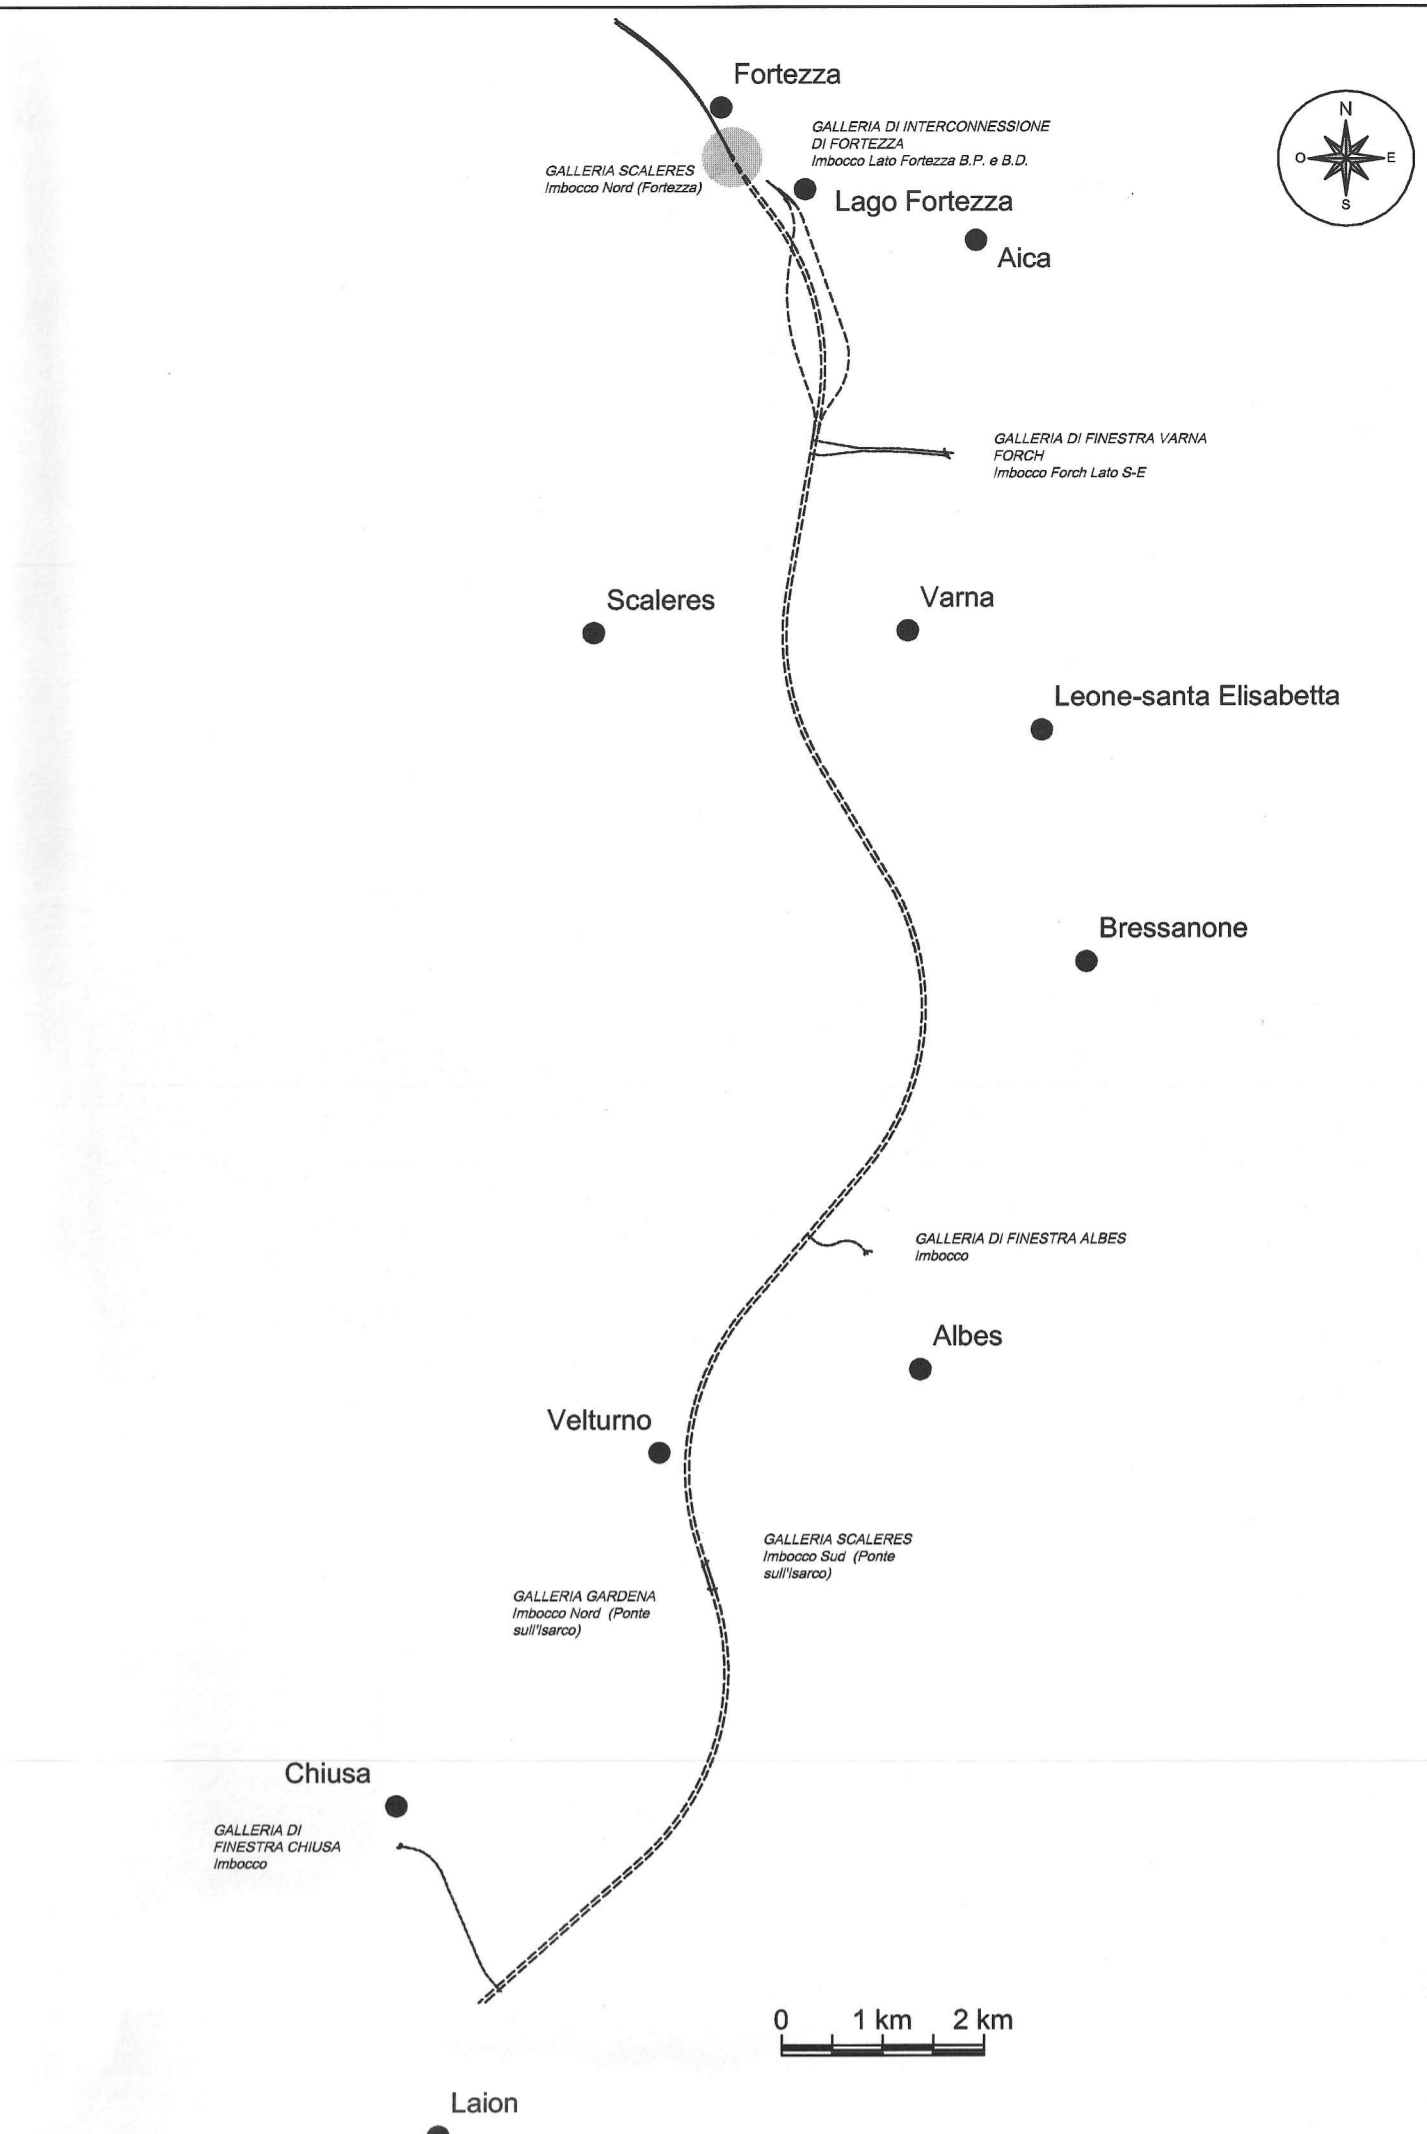 Fortezza
N
O
E
S
GALLERIA DI INTERCONNESSIONE
DI FORTEZZA
Imbocco Lato Fortezza B.P. e B.D.
GALLERIA SCALERES
Imbocco Nord (Fortezza)
Lago Fortezza
Aica
GALLERIA DI FINESTRA VARNA
FORCH
Imbocco Forch Lato S-E
Scaleres
Varna
Leone-santa Elisabetta
Bressanone
GALLERIA DI FINESTRA ALBES
Imbocco
Albes
Velturno
GALLERIA SCALERES
Imbocco Sud (Ponte
sull'Isarco)
GALLERIA GARDENA
Imbocco Nord (Ponte
sull'Isarco)
Chiusa
GALLERIA DI
FINESTRA CHIUSA
Imbocco
0 1 km 2 km
Laion